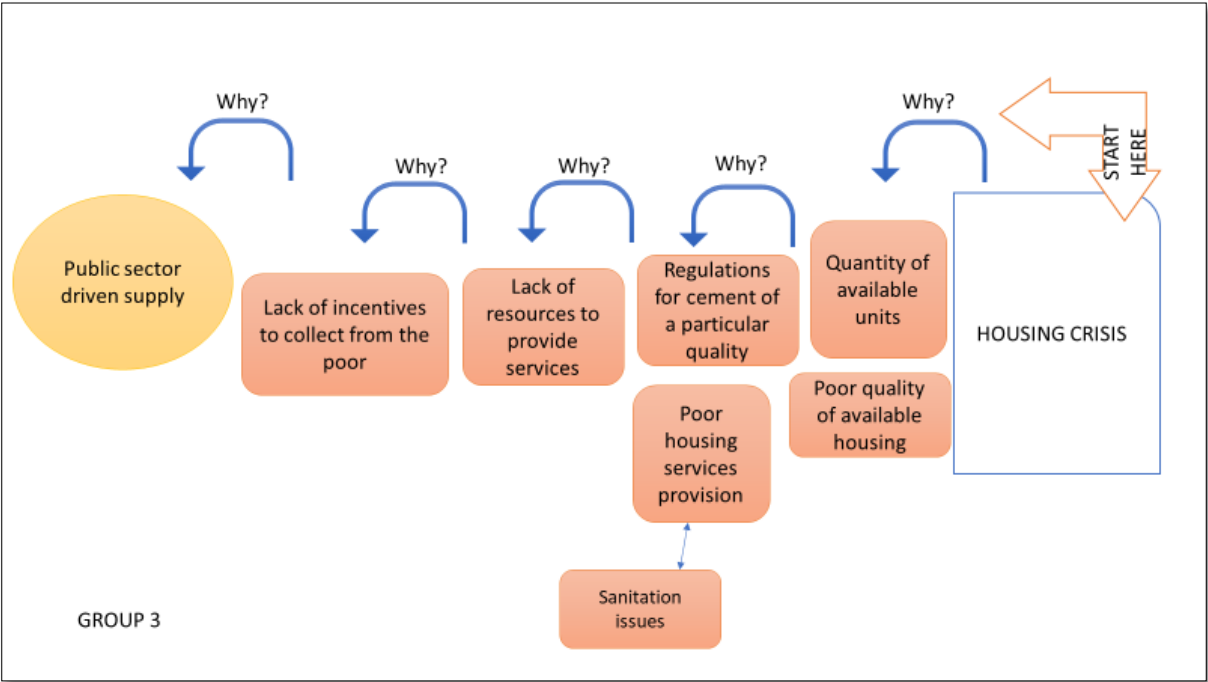 Why?
Why?
Why?
Why?
Why?
START
HERE
Public sector
driven supply
Lack of incentives
to collect from the
poor
Lack of
resources to
provide
services
Regulations
for cement of
a particular
quality
Quantity of
available
units
HOUSING CRISIS
Poor
housing
services
provision
Poor quality
of available
housing
Sanitation
issues
GROUP 3